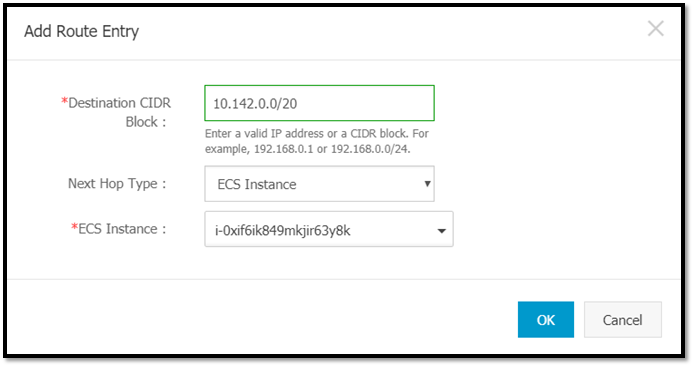 Add Route Entry
*Destination CIDR
Block :
10.142.0.0/20
Enter a valid IP address or a CIDR block. For
example, 192.168.0.1 or 192.168.0.0/24.
Next Hop Type :
ECS Instance
*ECS Instance :
i-0xif6ik849mkjir63y8k
OK
Cancel